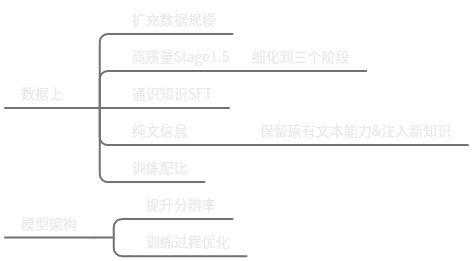 数据上
扩充数据规模
高质量Stage1.5
细化到三个阶段
通识知识SFT
纯文信息
保留原有文本能力&注入新知识
训练配比
模型架构
提升分辨率
训练过程优化